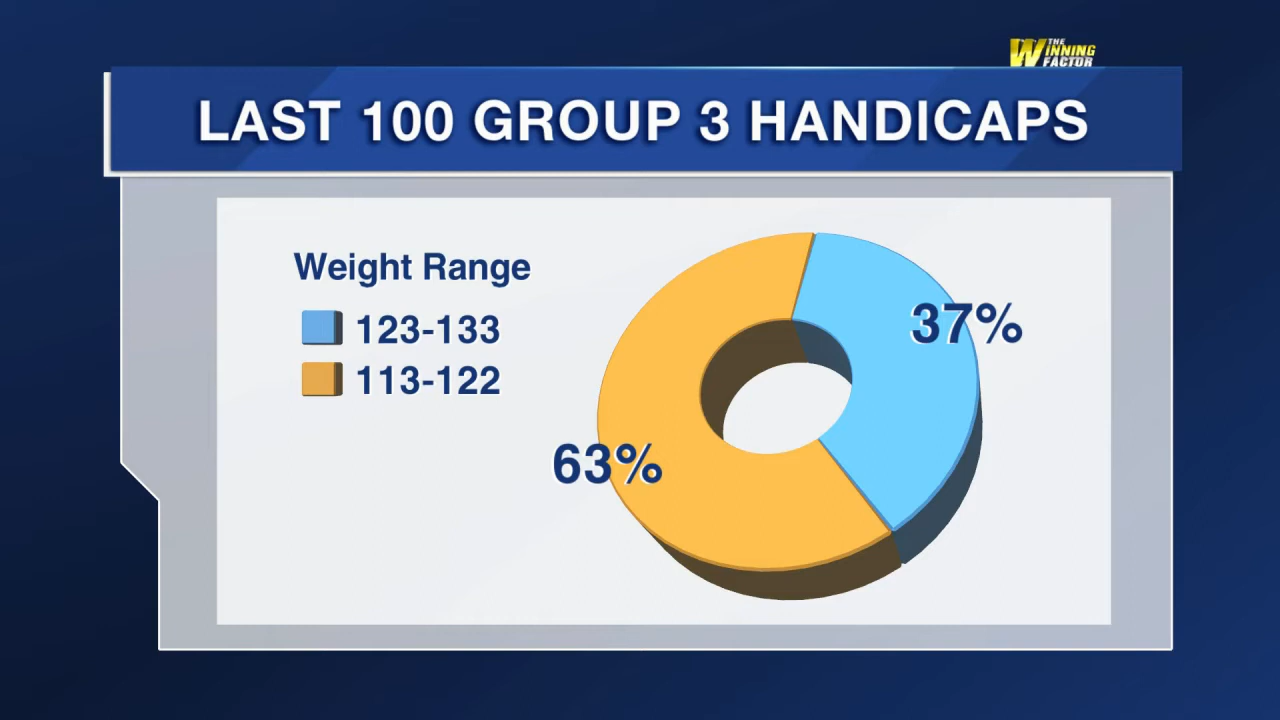 THE
WINNING
FACTOR
LAST 100 GROUP 3 HANDICAPS
Weight Range
123-133
113-122
37%
63%